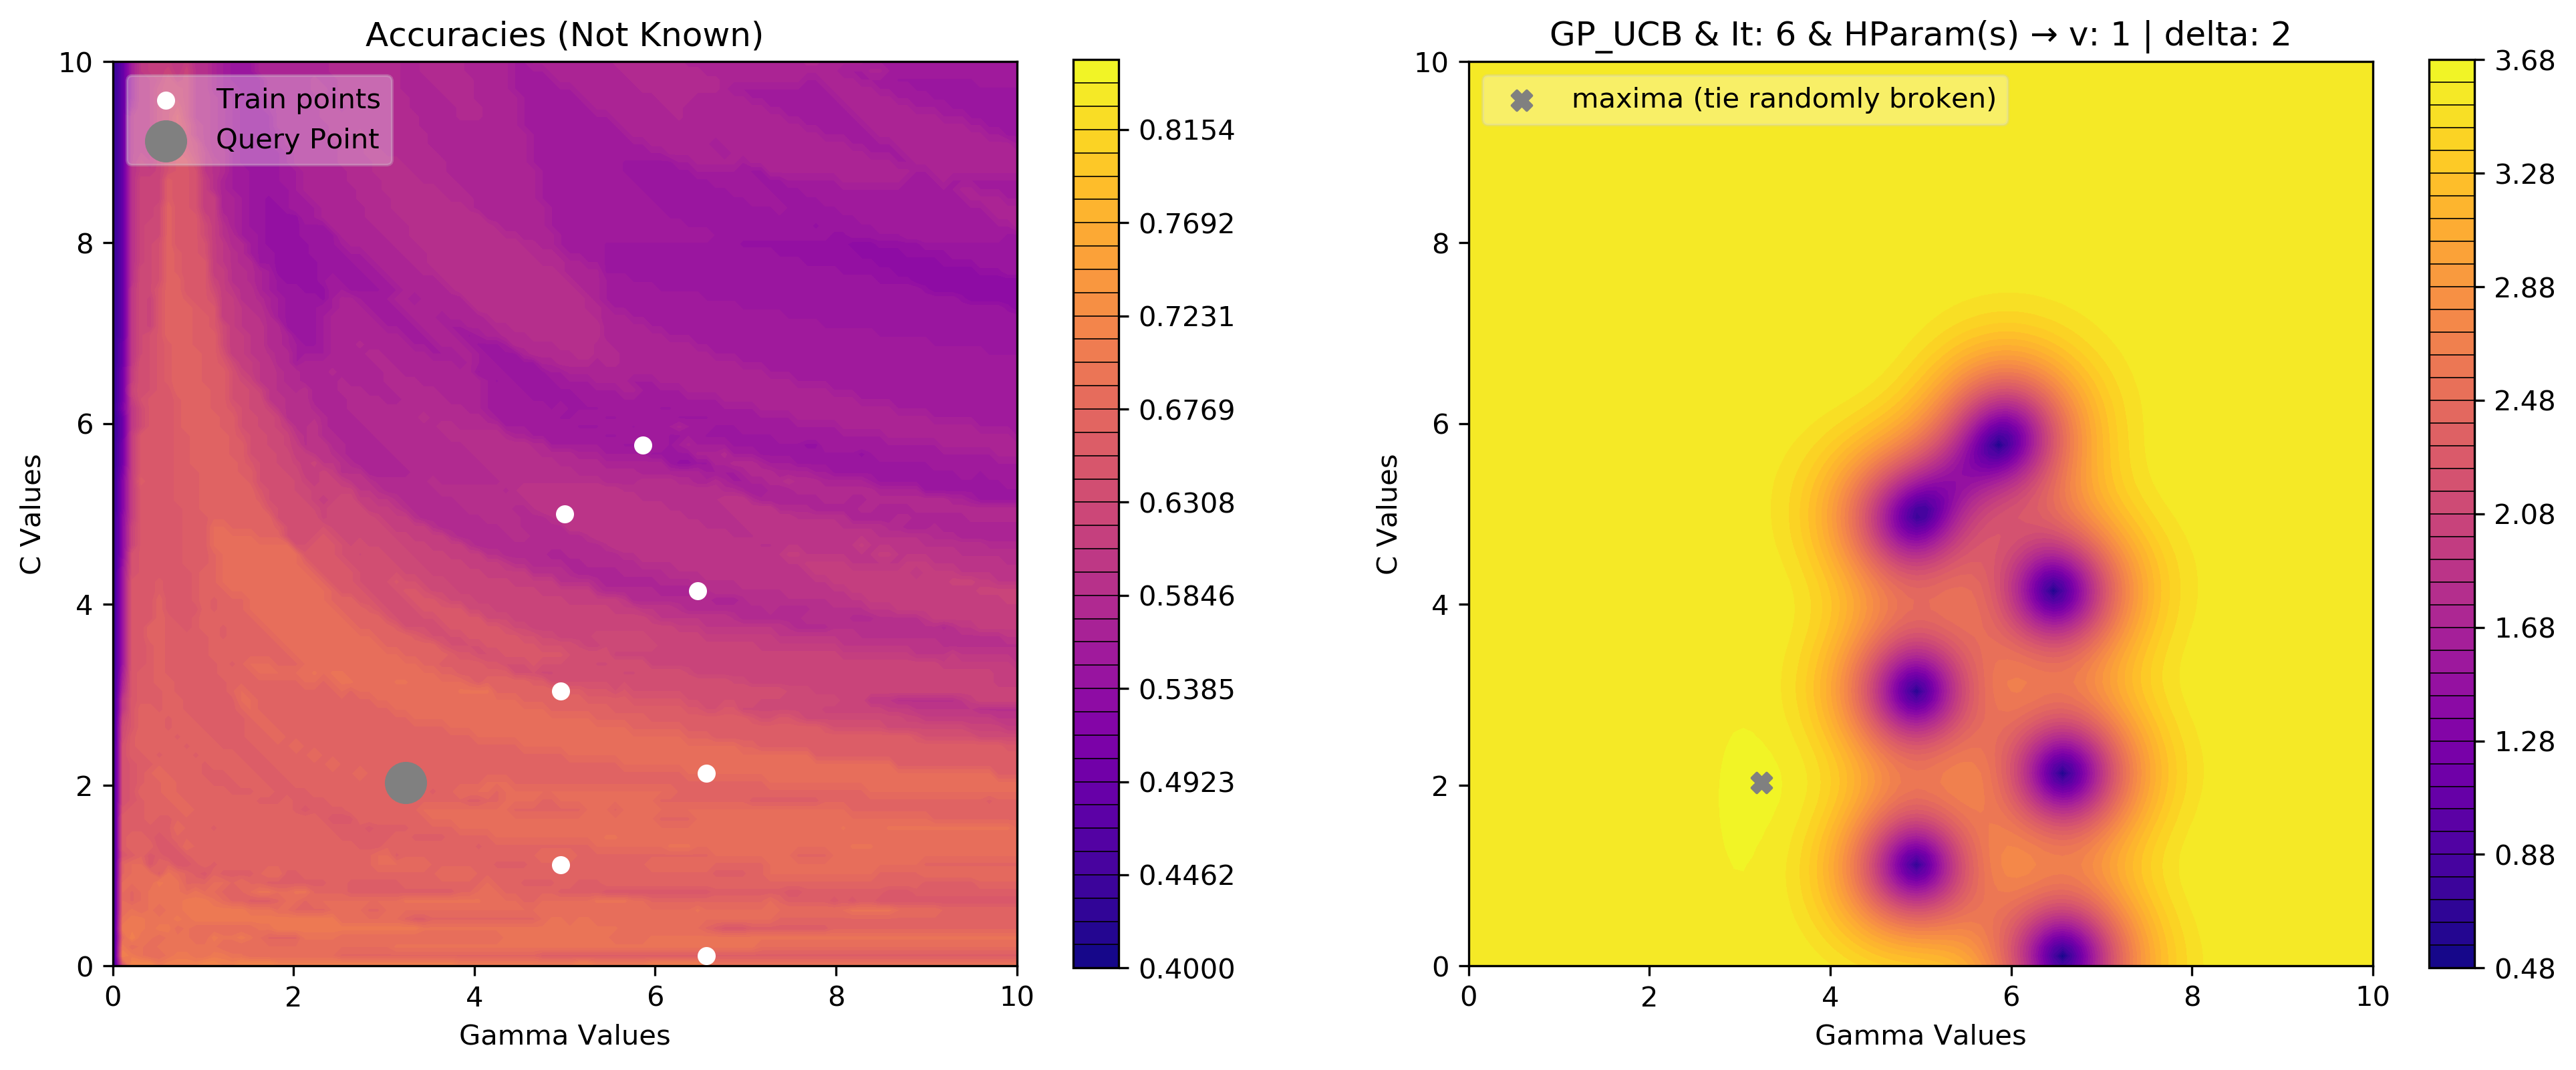 Accuracies (Not Known)
Train points
Query Point
10
8
6
4
2
0
C Values
0 2 4 6 8 10
Gamma Values
0.8154
0.7692
0.7231
0.6769
0.6308
0.5846
0.5385
0.4923
0.4462
0.4000
GP_UCB & It: 6 & HParam(s) → v: 1 | delta: 2
maxima (tie randomly broken)
10
8
6
4
2
0
C Values
0 2 4 6 8 10
Gamma Values
3.68
3.28
2.88
2.48
2.08
1.68
1.28
0.88
0.48